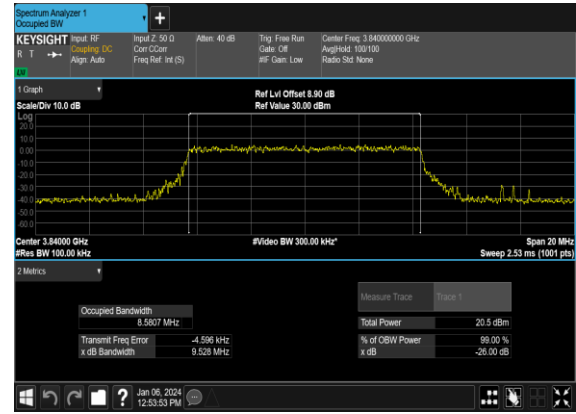 Spectrum Analyzer 1
Occupied BW
+
KEYSIGHT Input: RF Input Z: 50 Ω Atten: 40 dB Trig: Free Run Center Freq: 3.840000000 GHz
R T Coupling: DC Corr CCorr Gate: Off Avg|Hold: 100/100
Align: Auto Freq Ref: Int (S) #IF Gain: Low Radio Std: None
LW
1 Graph Ref Lvl Offset 8.90 dB
Scale/Div 10.0 dB Ref Value 30.00 dBm
Log
20.0
10.0
0.00
-10.0
-20.0
-30.0
-40.0
-50.0
-60.0
Center 3.84000 GHz #Video BW 300.00 kHz* Span 20 MHz
#Res BW 100.00 kHz Sweep 2.53 ms (1001 pts)
2 Metrics
Measure Trace Trace 1
Occupied Bandwidth
8.5807 MHz Total Power 20.5 dBm
Transmit Freq Error -4.596 kHz % of OBW Power 99.00 %
x dB Bandwidth 9.528 MHz x dB -26.00 dB
? Jan 06, 2024
12:53:53 PM